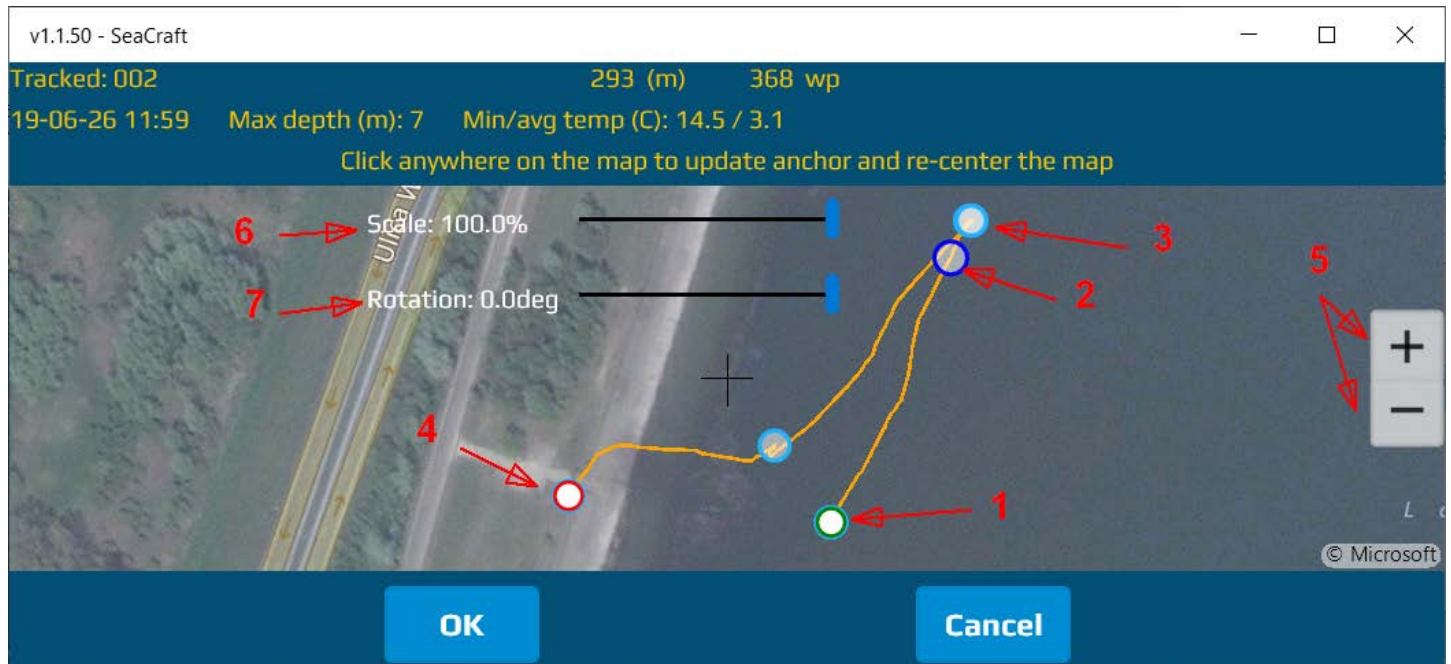 v1.1.50 - SeaCraft
Tracked: 002 293 (m) 368 wp
19-06-26 11:59 Max depth (m): 7 Min/avg temp (C): 14.5 / 3.1
Click anywhere on the map to update anchor and re-center the map
6 Scale: 100.0% 3
Ulica W
5
7 Rotation: 0.0deg 2
+
−
4
1
L
© Microsoft
OK Cancel